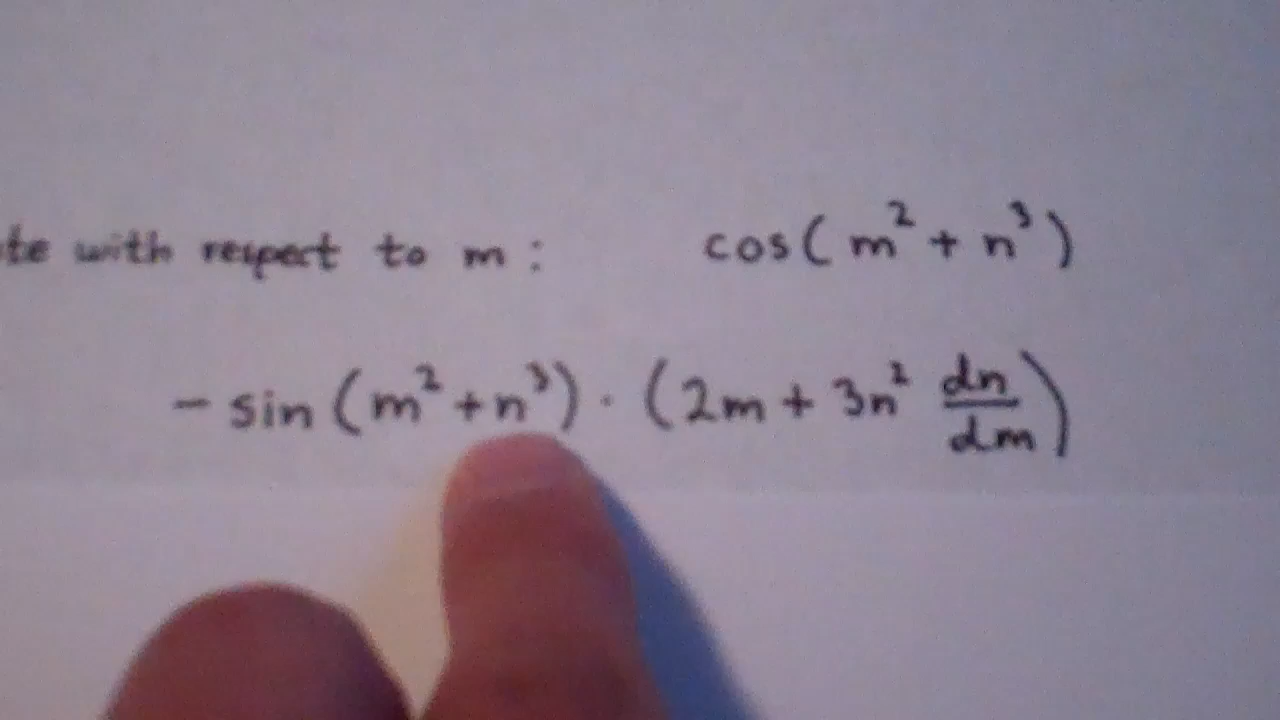 te with respect to m: cos(m² + n³)
- sin (m² + n³) · (2m + 3n² dn/dm)